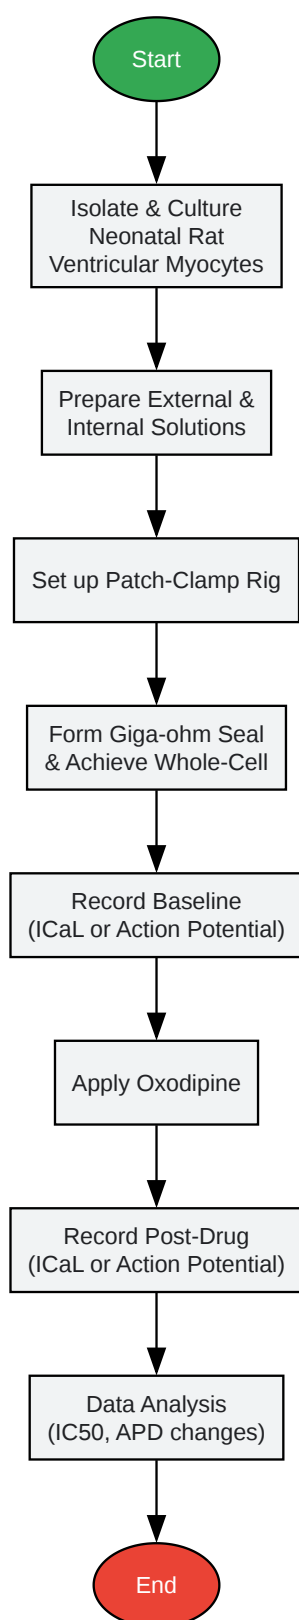 Start
Isolate & Culture
Neonatal Rat
Ventricular Myocytes
Prepare External &
Internal Solutions
Set up Patch-Clamp Rig
Form Giga-ohm Seal
& Achieve Whole-Cell
Record Baseline
(ICaL or Action Potential)
Apply Oxodipine
Record Post-Drug
(ICaL or Action Potential)
Data Analysis
(IC50, APD changes)
End